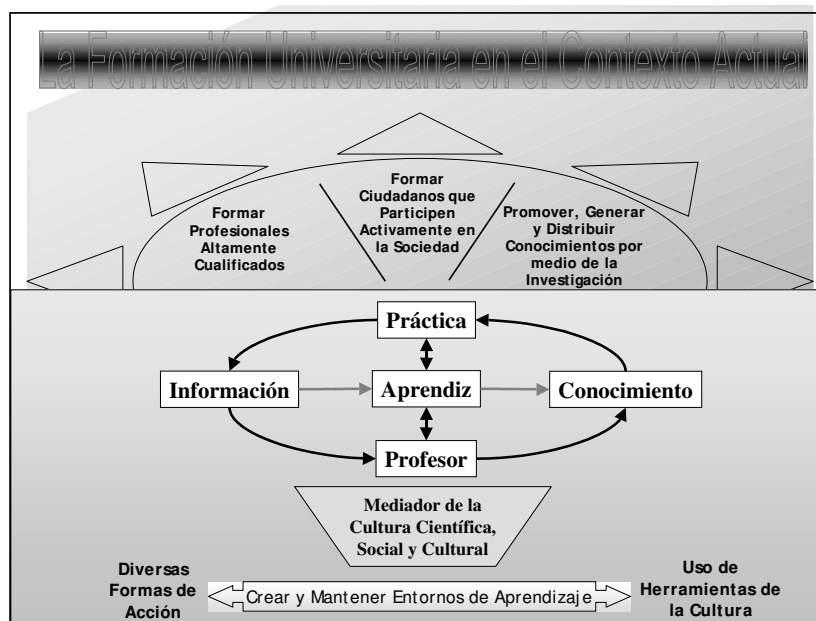 La Formación Universitaria en el Contexto Actual
Formar
Profesionales
Altamente
Cualificados
Formar
Ciudadanos que
Participen
Activamente en
la Sociedad
Promover, Generar
y Distribuir
Conocimientos por
medio de la
Investigación
Práctica
Información
Aprendiz
Conocimiento
Profesor
Mediador de la
Cultura Científica,
Social y Cultural
Diversas
Formas de
Acción
Crear y Mantener Entornos de Aprendizaje
Uso de
Herramientas de
la Cultura